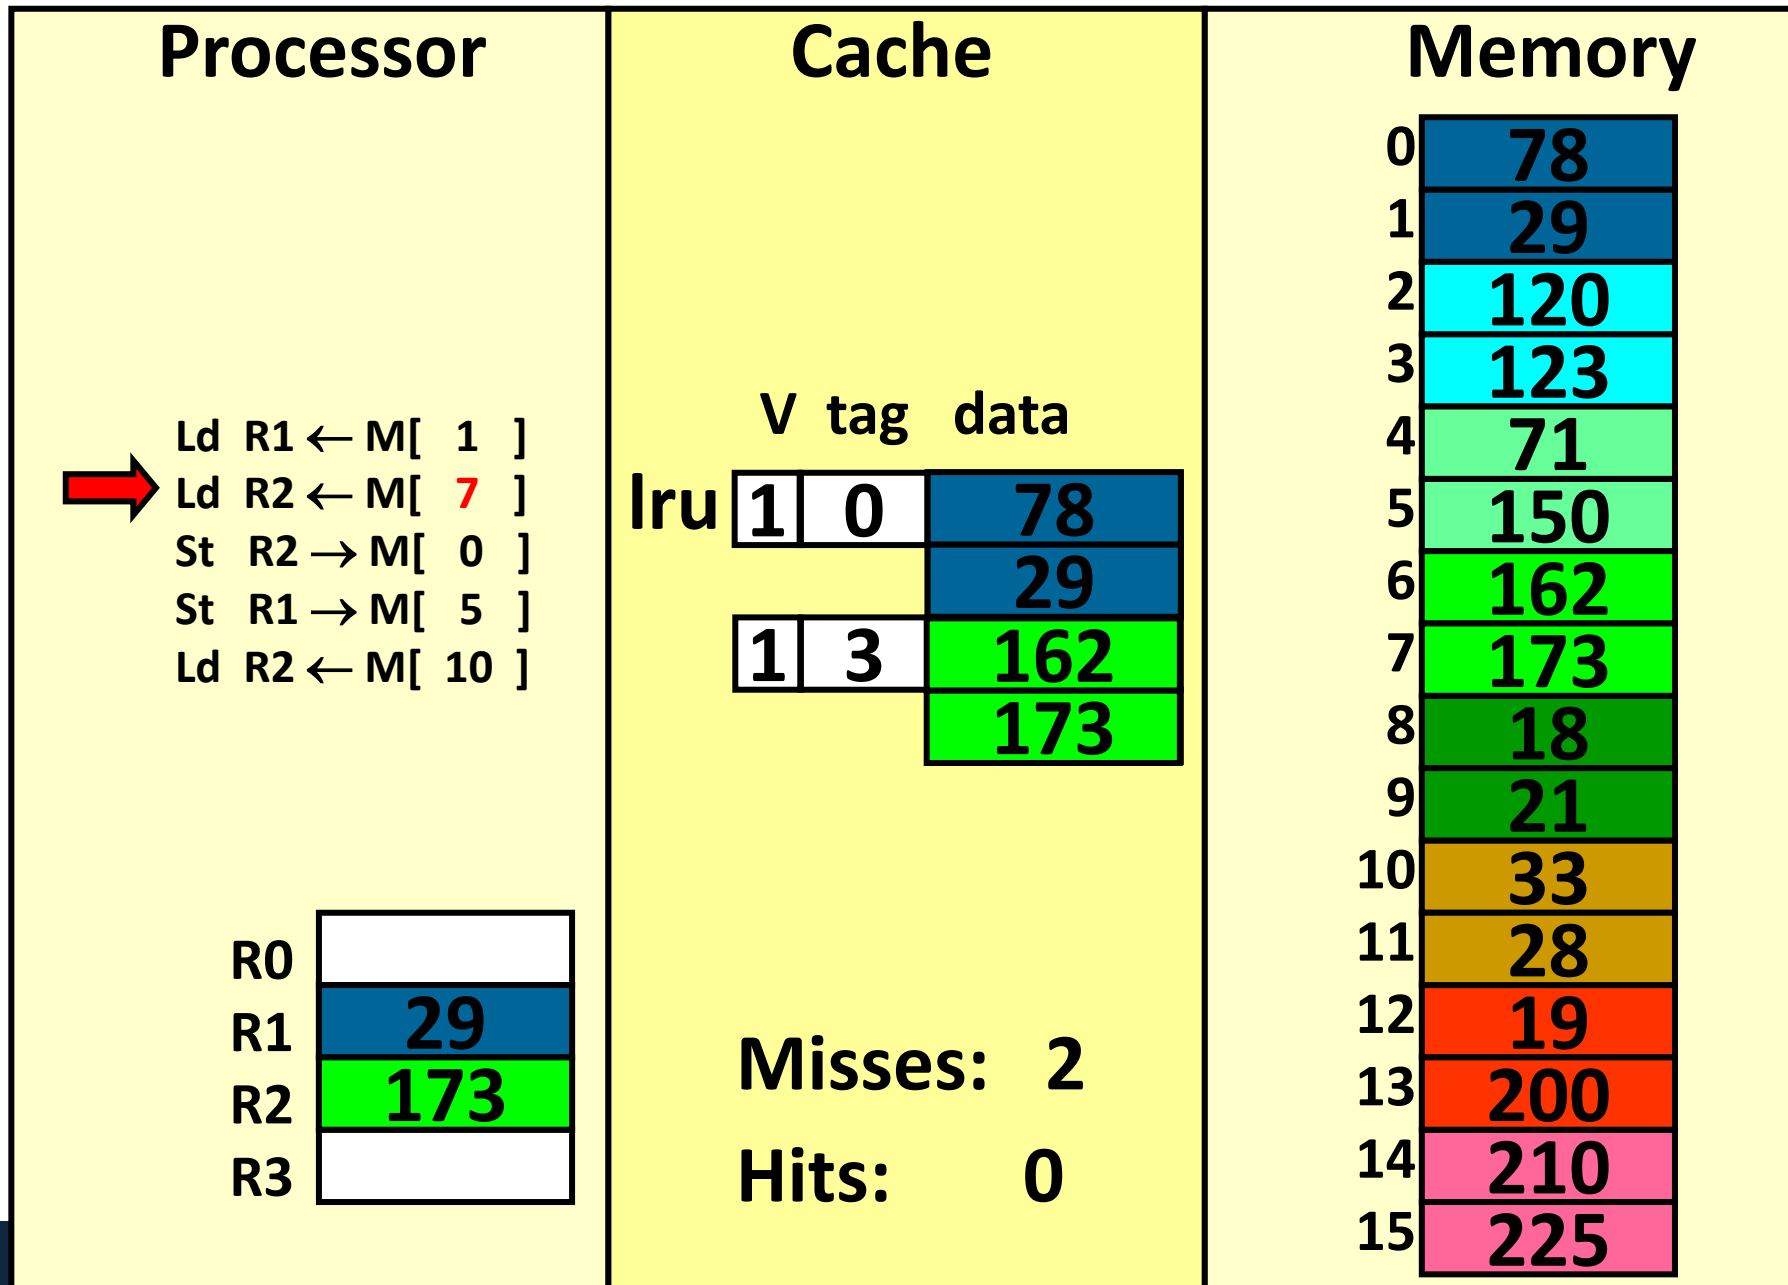 Processor
Ld R1 ← M[ 1 ]
Ld R2 ← M[ 7 ]
St R2 → M[ 0 ]
St R1 → M[ 5 ]
Ld R2 ← M[ 10 ]
R0
R1 29
R2 173
R3
Cache
V tag data
lru 1 0 78
29
1 3 162
173
Misses: 2
Hits: 0
Memory
0 78
1 29
2 120
3 123
4 71
5 150
6 162
7 173
8 18
9 21
10 33
11 28
12 19
13 200
14 210
15 225